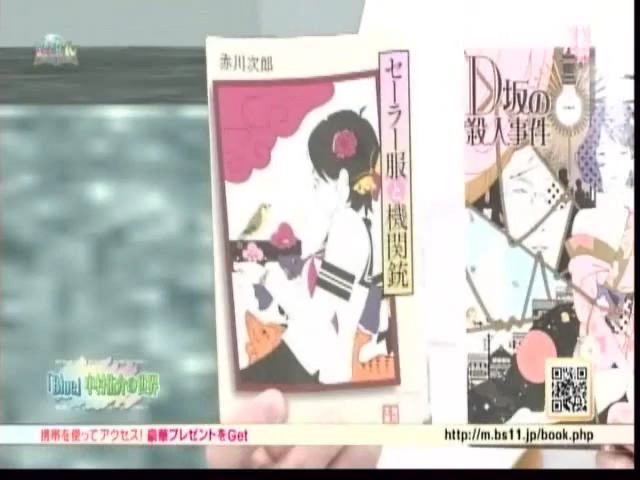 赤川次郎
セーラー服と機関銃
D坂の
殺人事件
「Blue」中村佑介の世界
携帯を使ってアクセス! 豪華プレゼントをGet
http://m.bs11.jp/book.php